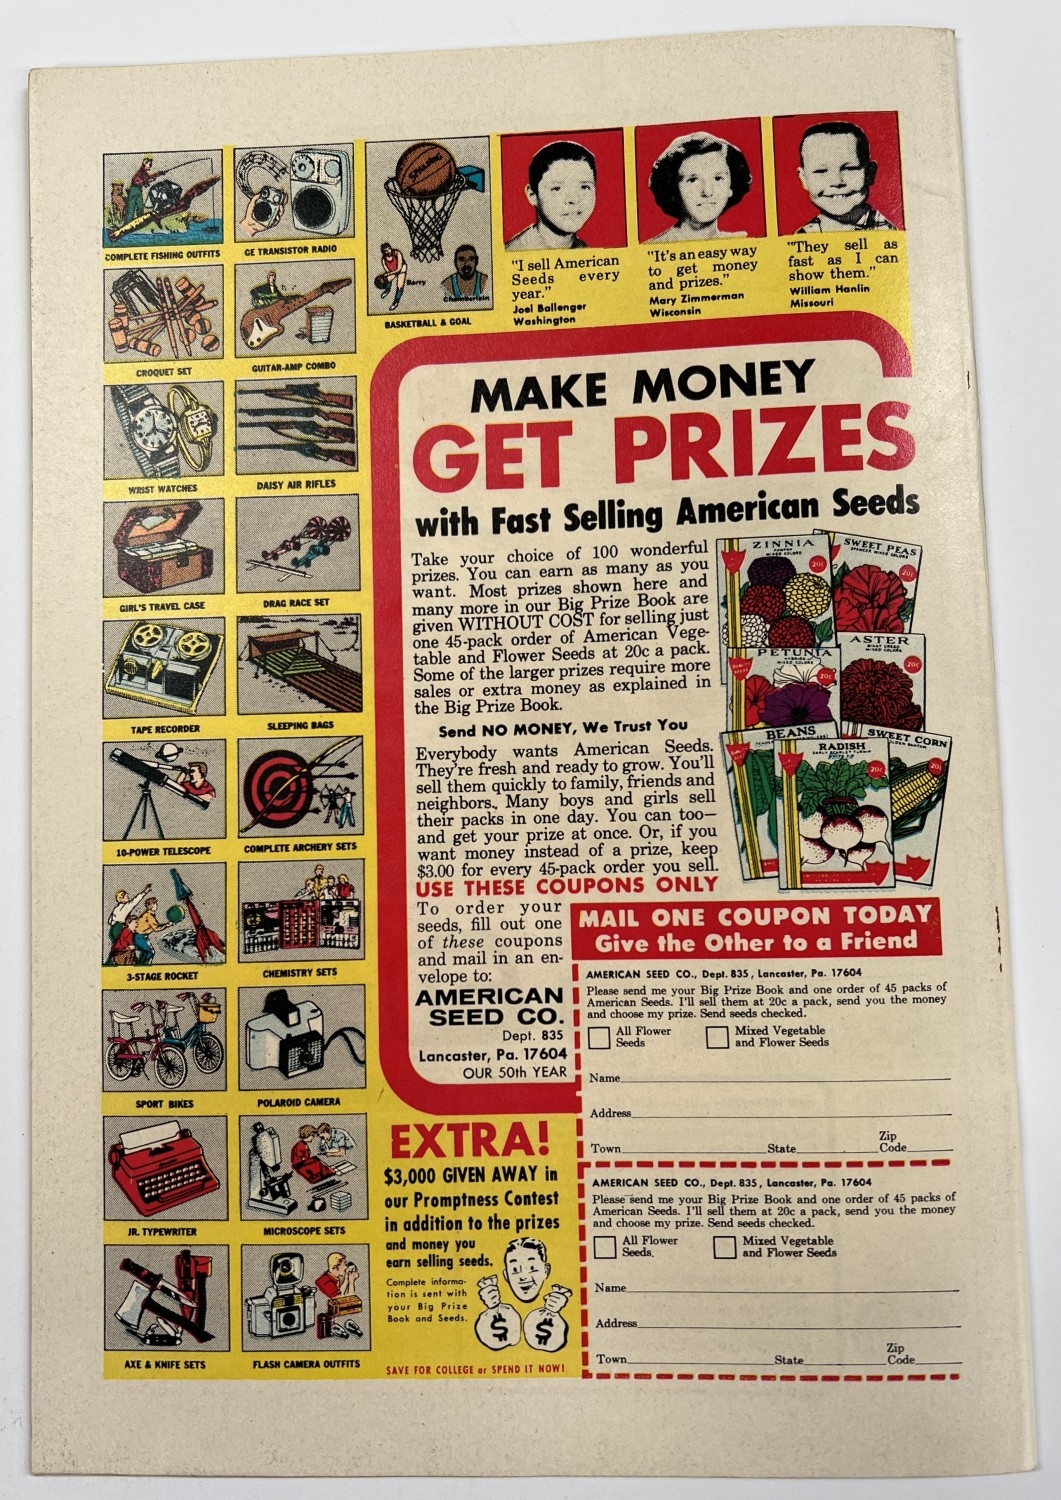 COMPLETE FISHING OUTFITS
GE TRANSISTOR RADIO
SPALDING
Barry
Chamberlain
BASKETBALL & GOAL
CROQUET SET
GUITAR-AMP COMBO
WRIST WATCHES
DAISY AIR RIFLES
GIRL'S TRAVEL CASE
DRAG RACE SET
TAPE RECORDER
SLEEPING BAGS
10-POWER TELESCOPE
COMPLETE ARCHERY SETS
3-STAGE ROCKET
CHEMISTRY SETS
SPORT BIKES
POLAROID CAMERA
JR. TYPEWRITER
MICROSCOPE SETS
AXE & KNIFE SETS
FLASH CAMERA OUTFITS
"I sell American
Seeds every
year."
Joel Ballenger
Washington
"It's an easy way
to get money
and prizes."
Mary Zimmerman
Wisconsin
"They sell as
fast as I can
show them."
William Hanlin
Missouri
MAKE MONEY
GET PRIZES
with Fast Selling American Seeds
Take your choice of 100 wonderful
prizes. You can earn as many as you
want. Most prizes shown here and
many more in our Big Prize Book are
given WITHOUT COST for selling just
one 45-pack order of American Vege-
table and Flower Seeds at 20c a pack.
Some of the larger prizes require more
sales or extra money as explained in
the Big Prize Book.
Send NO MONEY, We Trust You
Everybody wants American Seeds.
They're fresh and ready to grow. You'll
sell them quickly to family, friends and
neighbors. Many boys and girls sell
their packs in one day. You can too—
and get your prize at once. Or, if you
want money instead of a prize, keep
$3.00 for every 45-pack order you sell.
ZINNIA
MIXED COLORS
20¢
SWEET PEAS
SPENCER MIXED COLORS
20¢
PETUNIA
MIXED COLORS
20¢
ASTER
MIXED COLORS
20¢
BEANS
RADISH
20¢
SWEET CORN
20¢
USE THESE COUPONS ONLY
To order your
seeds, fill out one
of these coupons
and mail in an en-
velope to:
AMERICAN
SEED CO.
Dept. 835
Lancaster, Pa. 17604
OUR 50th YEAR
MAIL ONE COUPON TODAY
Give the Other to a Friend
AMERICAN SEED CO., Dept. 835, Lancaster, Pa. 17604
Please send me your Big Prize Book and one order of 45 packs of
American Seeds. I'll sell them at 20c a pack, send you the money
and choose my prize. Send seeds checked.
All Flower
Seeds
Mixed Vegetable
and Flower Seeds
Name
Address
Town State Zip Code
AMERICAN SEED CO., Dept. 835, Lancaster, Pa. 17604
Please send me your Big Prize Book and one order of 45 packs of
American Seeds. I'll sell them at 20c a pack, send you the money
and choose my prize. Send seeds checked.
All Flower
Seeds.
Mixed Vegetable
and Flower Seeds
Name
Address
Town State Zip Code
EXTRA!
$3,000 GIVEN AWAY in
our Promptness Contest
in addition to the prizes
and money you
earn selling seeds.
Complete informa-
tion is sent with
your Big Prize
Book and Seeds.
$ $
SAVE FOR COLLEGE or SPEND IT NOW!